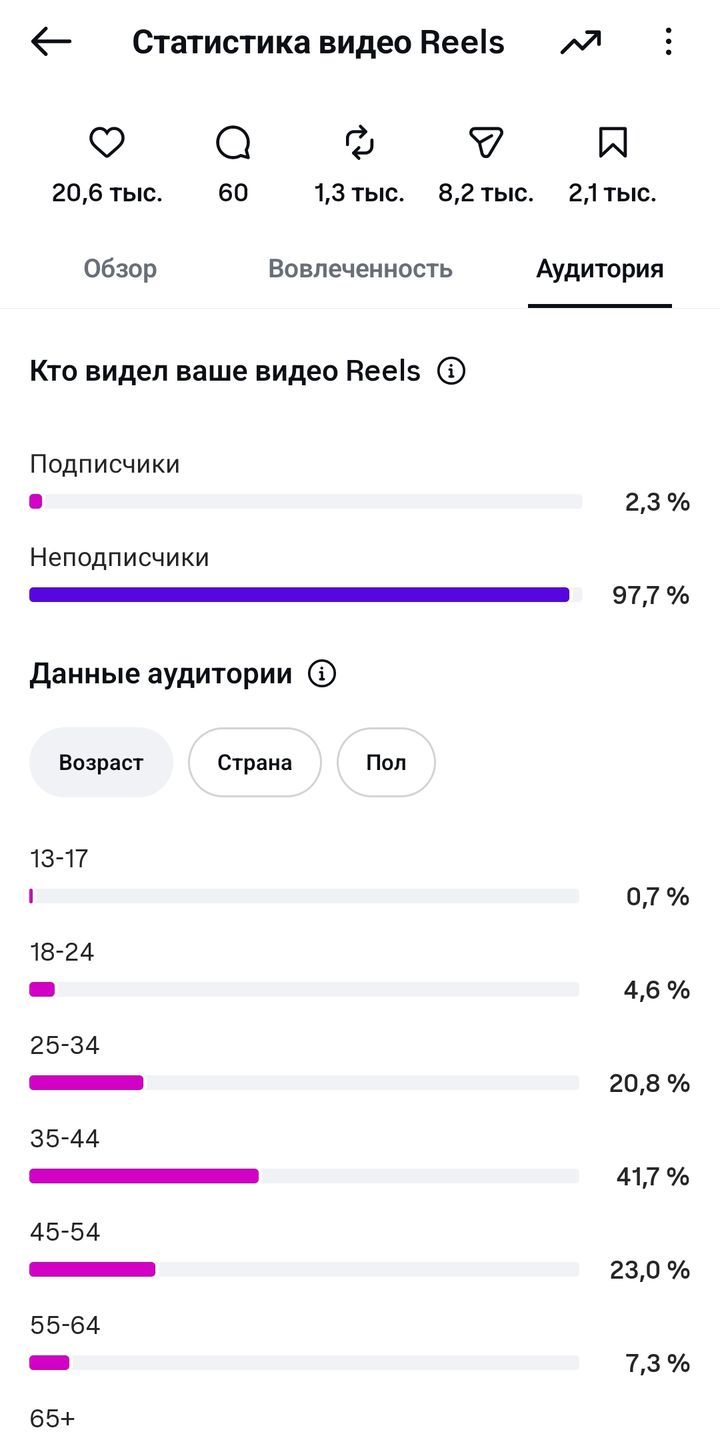 Статистика видео Reels
20,6 тыс. 60 1,3 тыс. 8,2 тыс. 2,1 тыс.
Обзор Вовлеченность Аудитория
Кто видел ваше видео Reels
Подписчики
2,3 %
Неподписчики
97,7 %
Данные аудитории
Возраст Страна Пол
13-17
0,7 %
18-24
4,6 %
25-34
20,8 %
35-44
41,7 %
45-54
23,0 %
55-64
7,3 %
65+